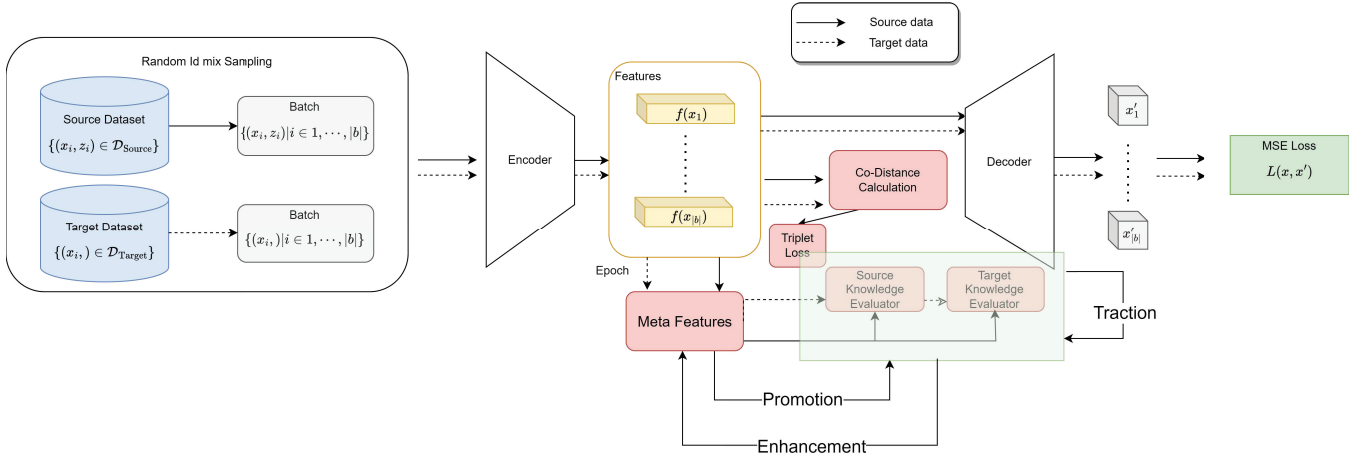 Source data
Target data
Random Id mix Sampling
Source Dataset
{(x_i, z_i) ∈ D_Source}
Batch
{(x_i, z_i)|i ∈ 1, ⋯, |b|}
Target Dataset
{(x_i, ) ∈ D_Target}
Batch
{(x_i, )|i ∈ 1, ⋯, |b|}
Encoder
Features
f(x_1)
f(x_{|b|})
Epoch
Co-Distance
Calculation
Triplet
Loss
Decoder
x'_1
x'_{|b|}
MSE Loss
L(x, x')
Meta Features
Source
Knowledge
Evaluator
Target
Knowledge
Evaluator
Traction
Promotion
Enhancement